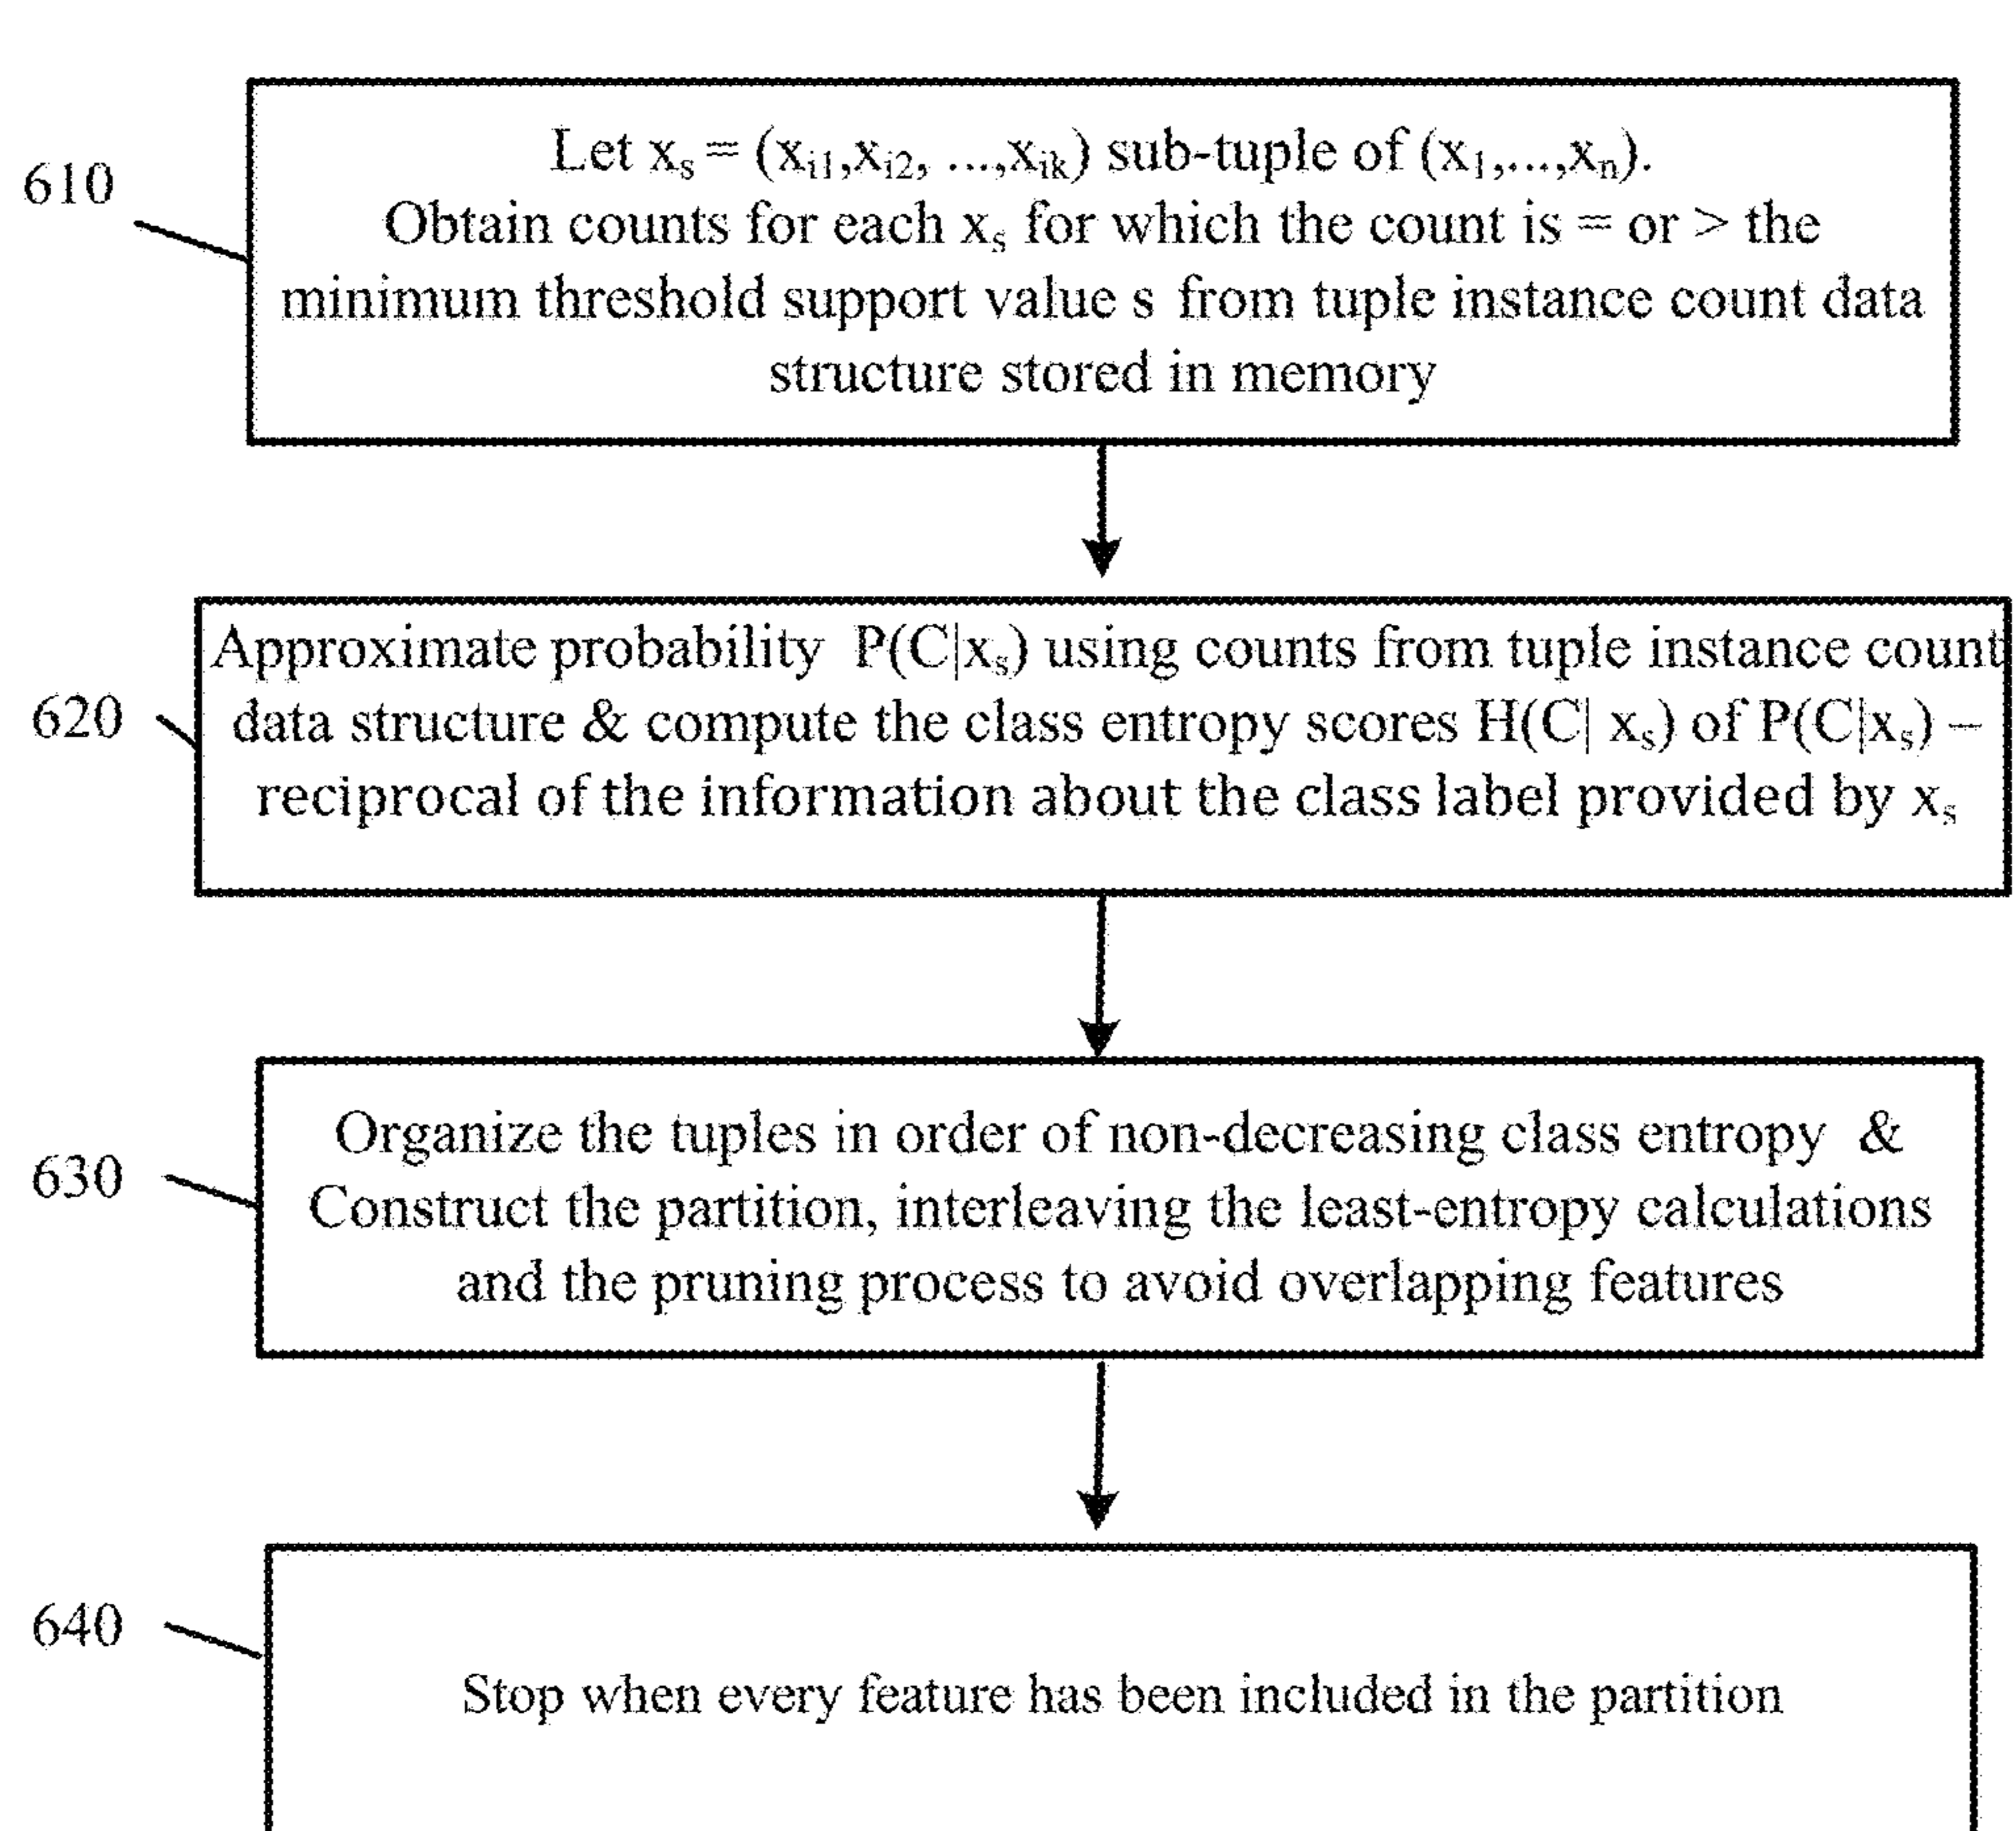 610
Let xₛ = (xᵢ₁,xᵢ₂, ...,xᵢₖ) sub-tuple of (x₁,...,xₙ).
Obtain counts for each xₛ for which the count is = or > the
minimum threshold support value s from tuple instance count data
structure stored in memory
620
Approximate probability P(C|xₛ) using counts from tuple instance count
data structure & compute the class entropy scores H(C| xₛ) of P(C|xₛ) –
reciprocal of the information about the class label provided by xₛ
630
Organize the tuples in order of non-decreasing class entropy &
Construct the partition, interleaving the least-entropy calculations
and the pruning process to avoid overlapping features
640
Stop when every feature has been included in the partition